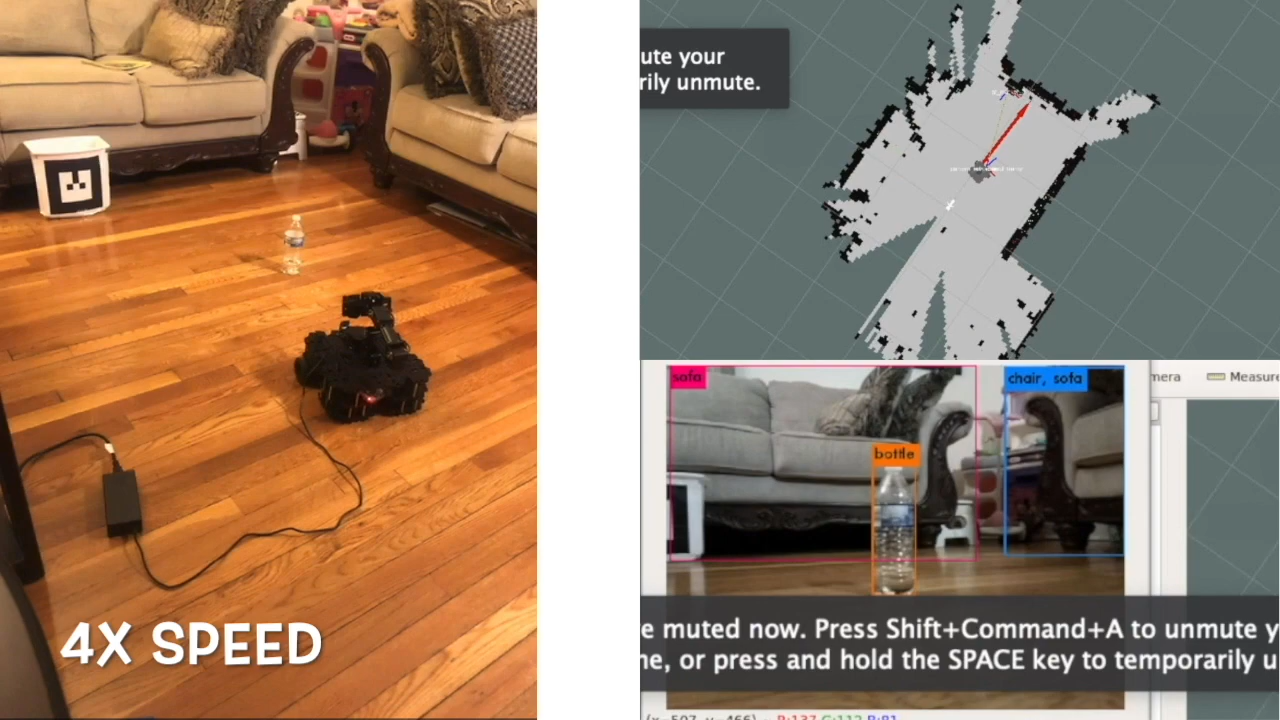 4X SPEED
ute your
rily unmute.
sofa
chair, sofa
bottle
mera
Measure
e muted now. Press Shift+Command+A to unmute y
ne, or press and hold the SPACE key to temporarily u